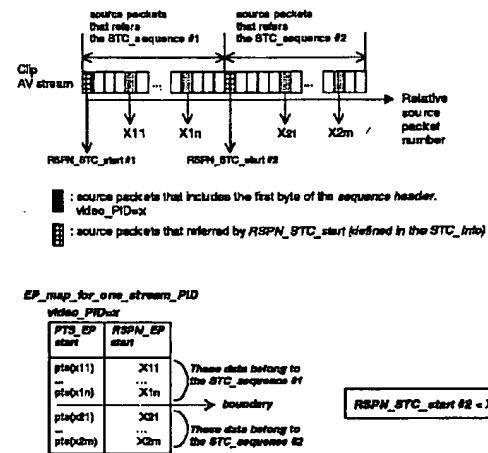 source packets
that refers
the STC_sequence #1
source packets
that refers
the STC_sequence #2
Clip
AV stream
...
...
Relative
source
packet
number
X11
X1n
X21
X2m
RSPN_STC_start #1
RSPN_STC_start #2
: source packets that includes the first byte of the sequence header.
video_PID=x
: source packets that referred by RSPN_STC_start (defined in the STC_Info)
EP_map_for_one_stream_PID
video_PID=x
PTS_EP
start
RSPN_EP
start
pts(x11) X11
... ...
pts(x1n) X1n
These data belong to
the STC_sequence #1
boundary
pts(x21) X21
... ...
pts(x2m) X2m
These data belong to
the STC_sequence #2
RSPN_STC_start #2 <